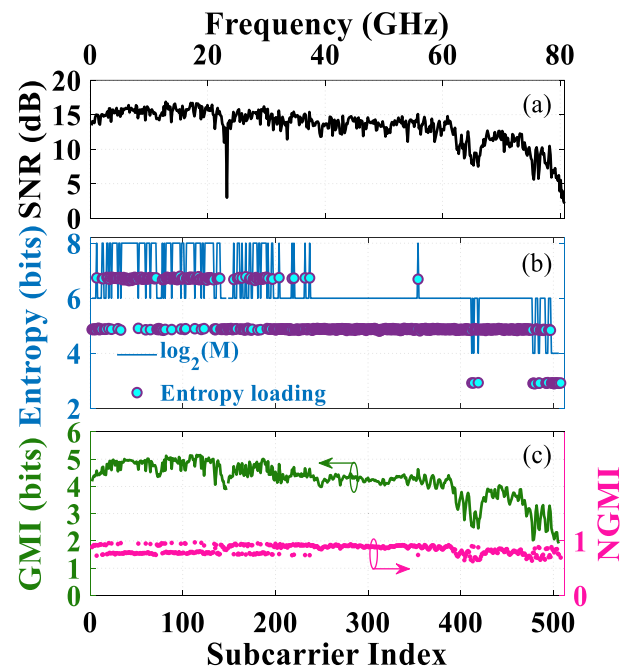 Frequency (GHz)
0 20 40 60 80
SNR (dB)
20
15
10
5
0
(a)
Entropy (bits)
8
6
4
2
(b)
log2(M)
Entropy loading
GMI (bits)
6
5
4
3
2
1
0
(c)
1
0
NGMI
0 100 200 300 400 500
Subcarrier Index